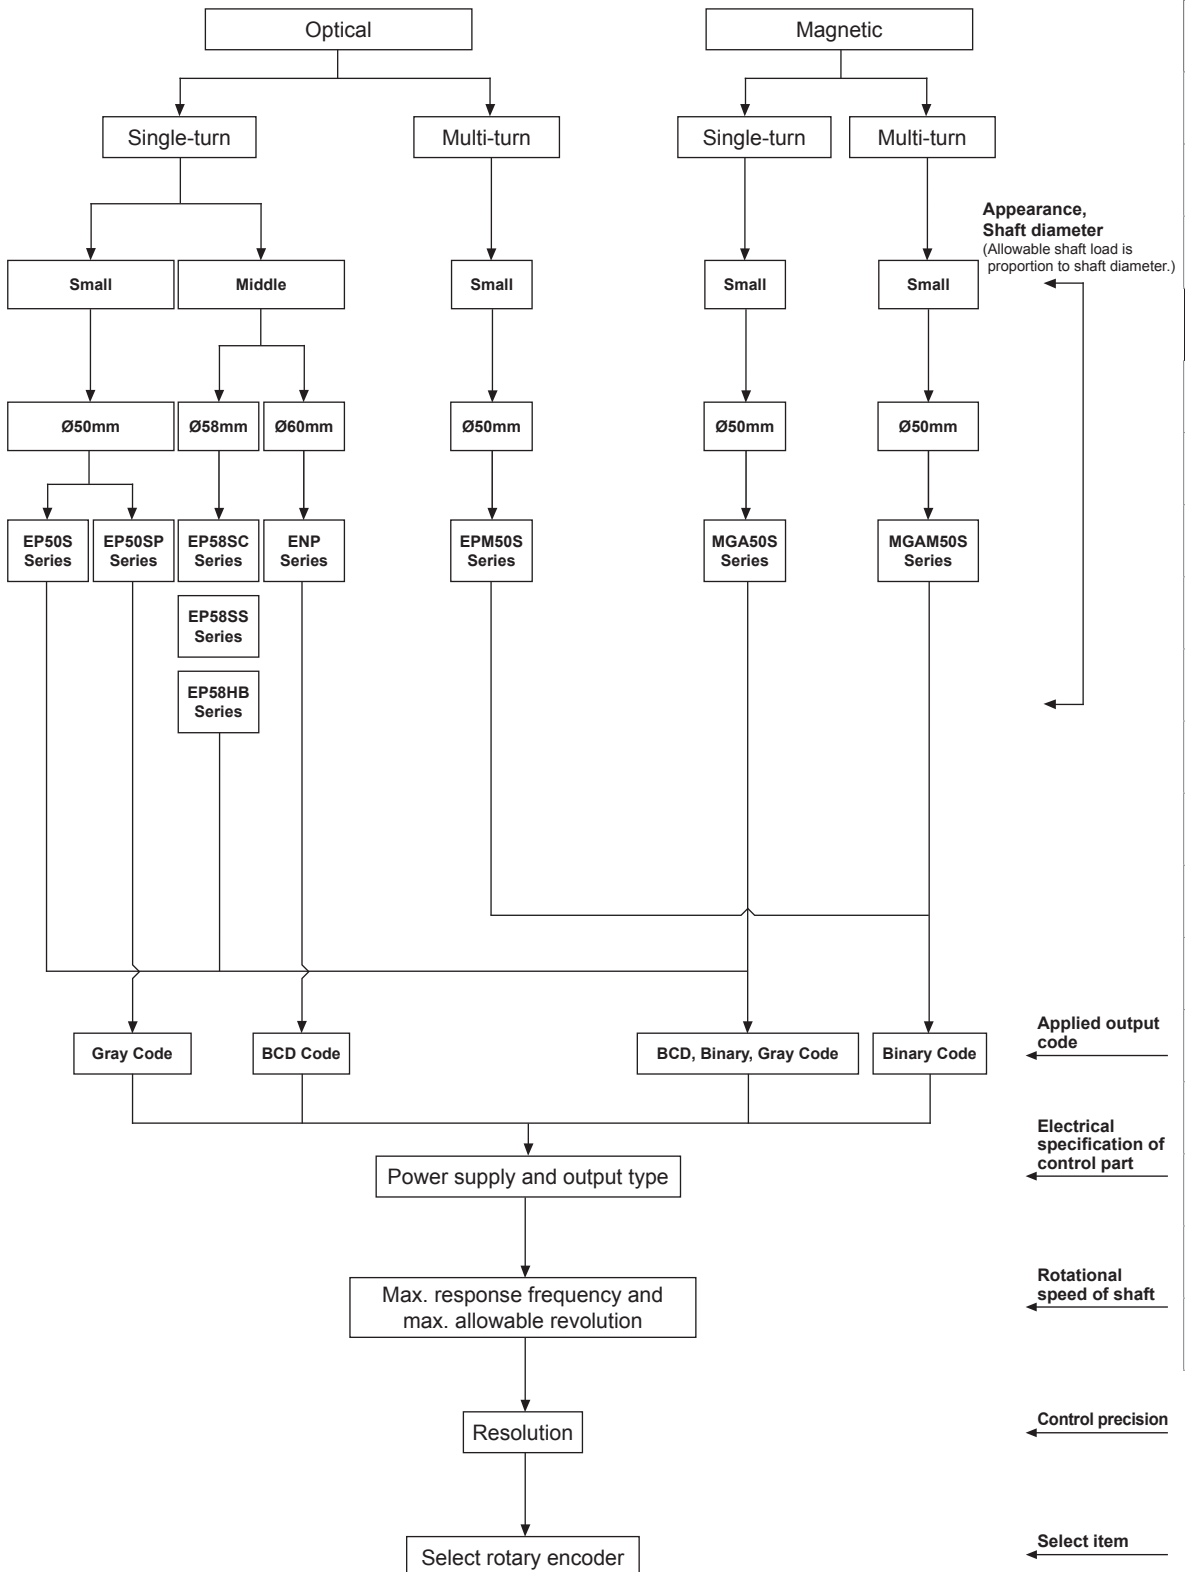 Optical
Magnetic
Single-turn
Multi-turn
Single-turn
Multi-turn
Appearance,
Shaft diameter
(Allowable shaft load is
proportion to shaft diameter.)
Small
Middle
Small
Small
Small
Ø50mm
Ø58mm
Ø60mm
Ø50mm
Ø50mm
Ø50mm
EP50S
Series
EP50SP
Series
EP58SC
Series
ENP
Series
EPM50S
Series
MGA50S
Series
MGAM50S
Series
EP58SS
Series
EP58HB
Series
Gray Code
BCD Code
BCD, Binary, Gray Code
Binary Code
Applied output
code
Electrical
specification of
control part
Power supply and output type
Rotational
speed of shaft
Max. response frequency and
max. allowable revolution
Control precision
Resolution
Select item
Select rotary encoder